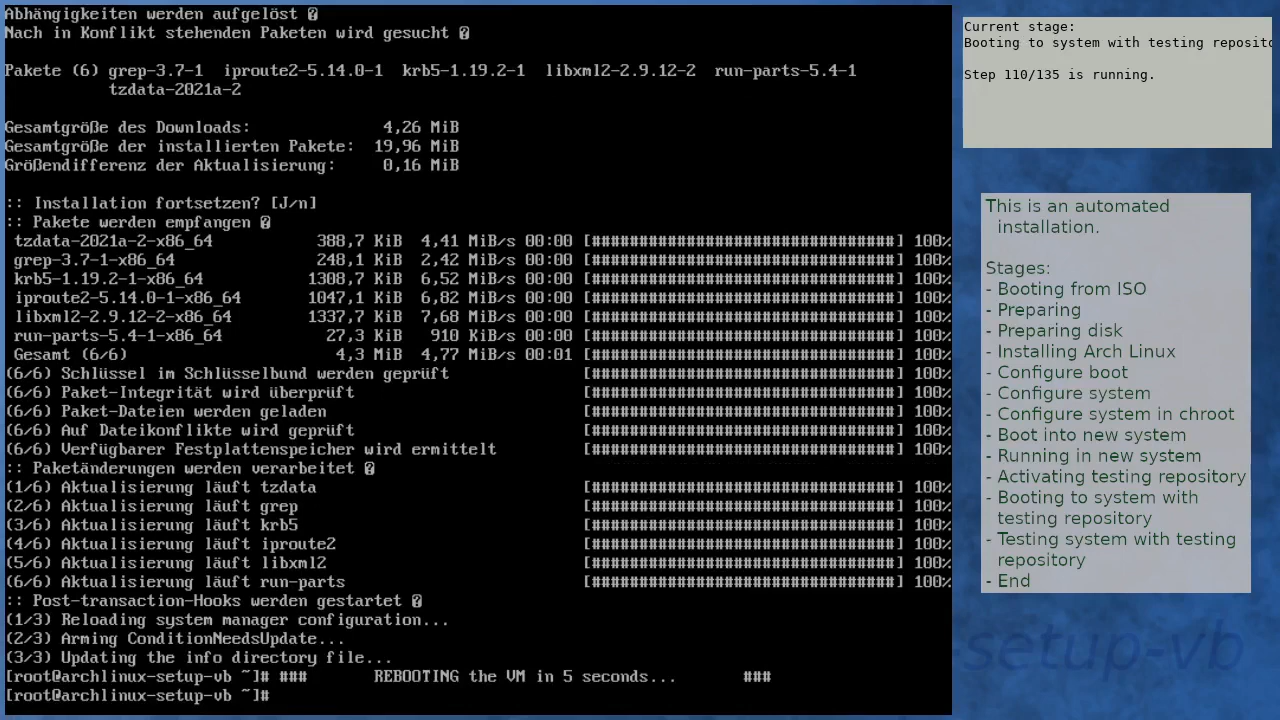 Abhängigkeiten werden aufgelöst
Nach in Konflikt stehenden Paketen wird gesucht
Pakete (6) grep-3.7-1 iproute2-5.14.0-1 krb5-1.19.2-1 libxml2-2.9.12-2 run-parts-5.4-1
tzdata-2021a-2
Gesamtgröße des Downloads: 4,26 MiB
Gesamtgröße der installierten Pakete: 19,96 MiB
Größendifferenz der Aktualisierung: 0,16 MiB
:: Installation fortsetzen? [J/n]
:: Pakete werden empfangen
tzdata-2021a-2-x86_64 388,7 KiB 4,41 MiB/s 00:00 [################################] 100%
grep-3.7-1-x86_64 248,1 KiB 2,42 MiB/s 00:00 [################################] 100%
krb5-1.19.2-1-x86_64 1308,7 KiB 6,52 MiB/s 00:00 [################################] 100%
iproute2-5.14.0-1-x86_64 1047,1 KiB 6,82 MiB/s 00:00 [################################] 100%
libxml2-2.9.12-2-x86_64 1337,7 KiB 7,68 MiB/s 00:00 [################################] 100%
run-parts-5.4-1-x86_64 27,3 KiB 910 KiB/s 00:00 [################################] 100%
Gesamt (6/6) 4,3 MiB 4,77 MiB/s 00:01 [################################] 100%
(6/6) Schlüssel im Schlüsselbund werden geprüft [################################] 100%
(6/6) Paket-Integrität wird überprüft [################################] 100%
(6/6) Paket-Dateien werden geladen [################################] 100%
(6/6) Auf Dateikonflikte wird geprüft [################################] 100%
(6/6) Verfügbarer Festplattenspeicher wird ermittelt [################################] 100%
:: Paketänderungen werden verarbeitet
(1/6) Aktualisierung läuft tzdata [################################] 100%
(2/6) Aktualisierung läuft grep [################################] 100%
(3/6) Aktualisierung läuft krb5 [################################] 100%
(4/6) Aktualisierung läuft iproute2 [################################] 100%
(5/6) Aktualisierung läuft libxml2 [################################] 100%
(6/6) Aktualisierung läuft run-parts [################################] 100%
:: Post-transaction-Hooks werden gestartet
(1/3) Reloading system manager configuration...
(2/3) Arming ConditionNeedsUpdate...
(3/3) Updating the info directory file...
[root@archlinux-setup-vb ~]# ### REBOOTING the VM in 5 seconds... ###
[root@archlinux-setup-vb ~]#
Current stage:
Booting to system with testing reposito
Step 110/135 is running.
This is an automated
installation.
Stages:
- Booting from ISO
- Preparing
- Preparing disk
- Installing Arch Linux
- Configure boot
- Configure system
- Configure system in chroot
- Boot into new system
- Running in new system
- Activating testing repository
- Booting to system with
testing repository
- Testing system with testing
repository
- End
setup-vb